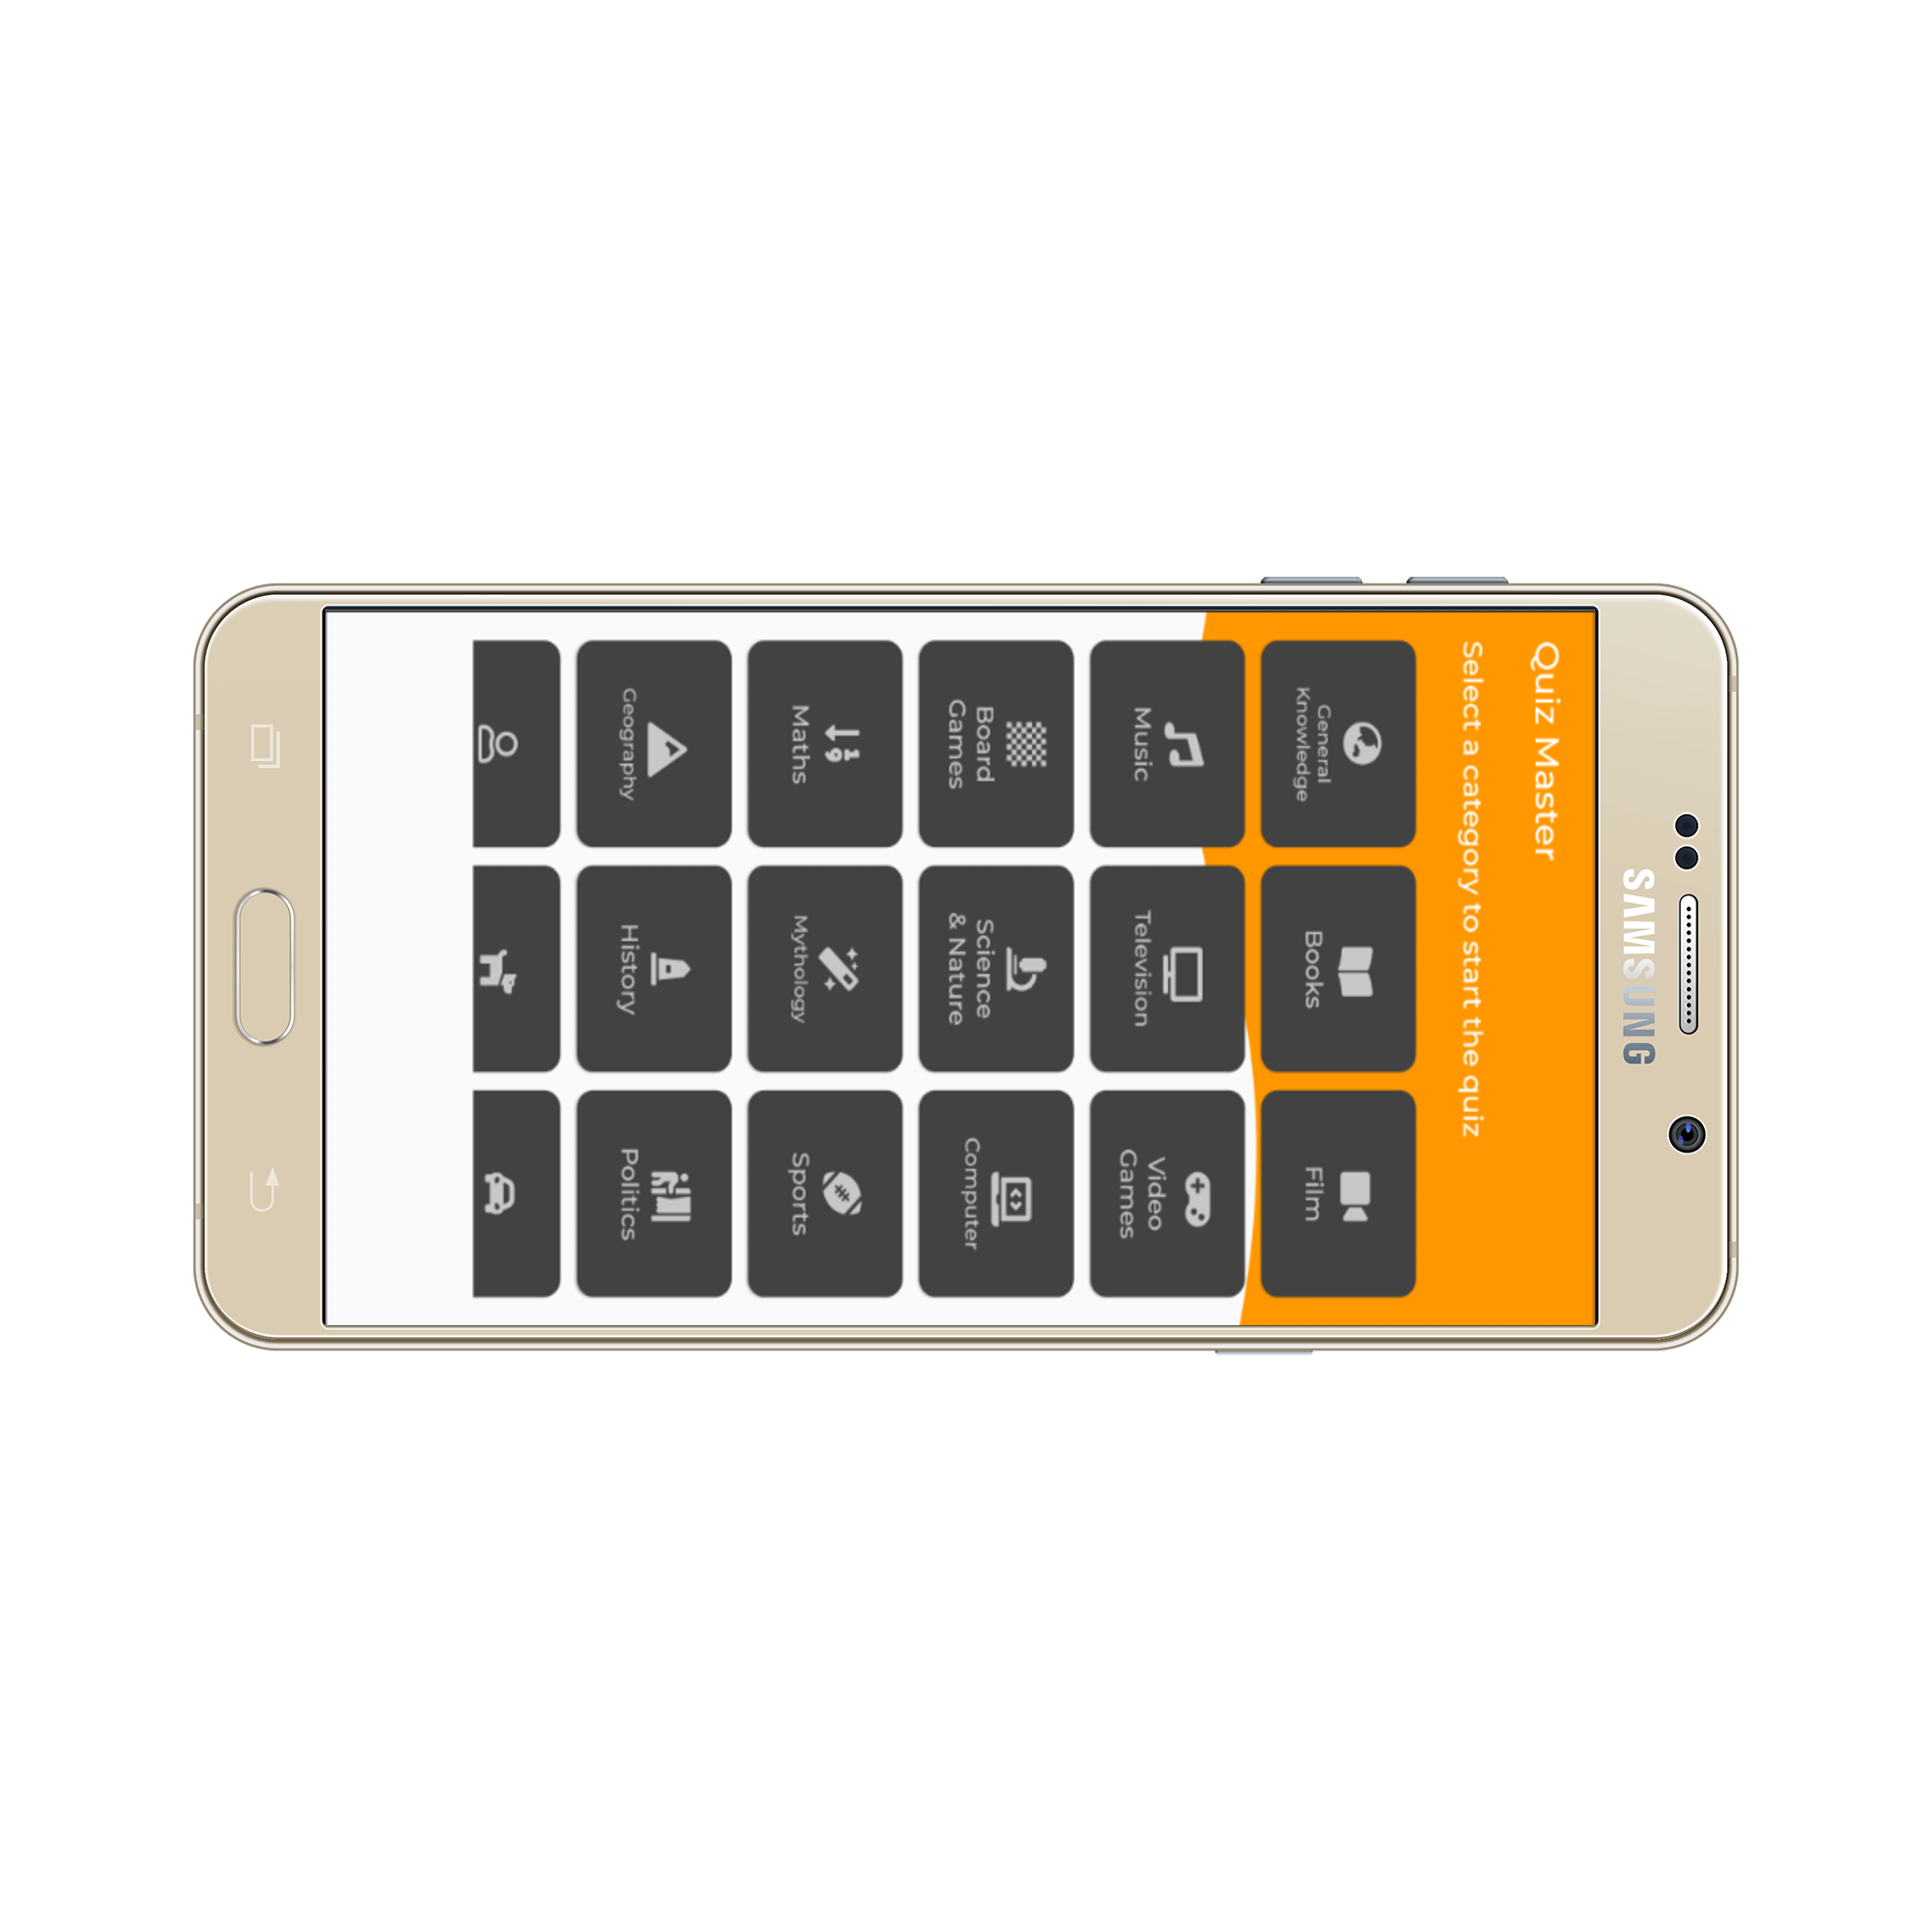 SAMSUNG
Quiz Master
Select a category to start the quiz
General
Knowledge
Books
Film
Music
Television
Video
Games
Board
Games
Science
& Nature
Computer
Maths
Mythology
Sports
Geography
History
Politics